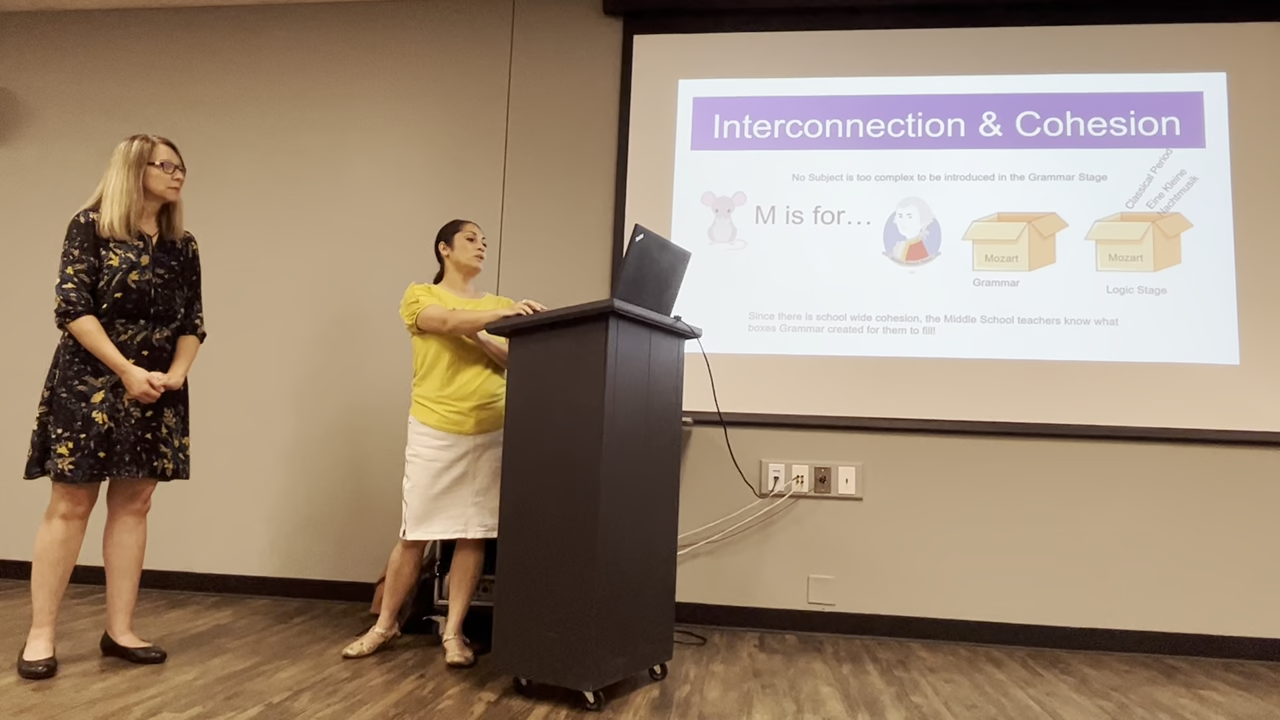 Interconnection & Cohesion
No Subject is too complex to be introduced in the Grammar Stage
Classical Period
Eine Kleine
Nachtmusik
M is for...
Mozart
Mozart
Grammar
Logic Stage
Since there is school wide cohesion, the Middle School teachers know what
boxes Grammar created for them to fill!